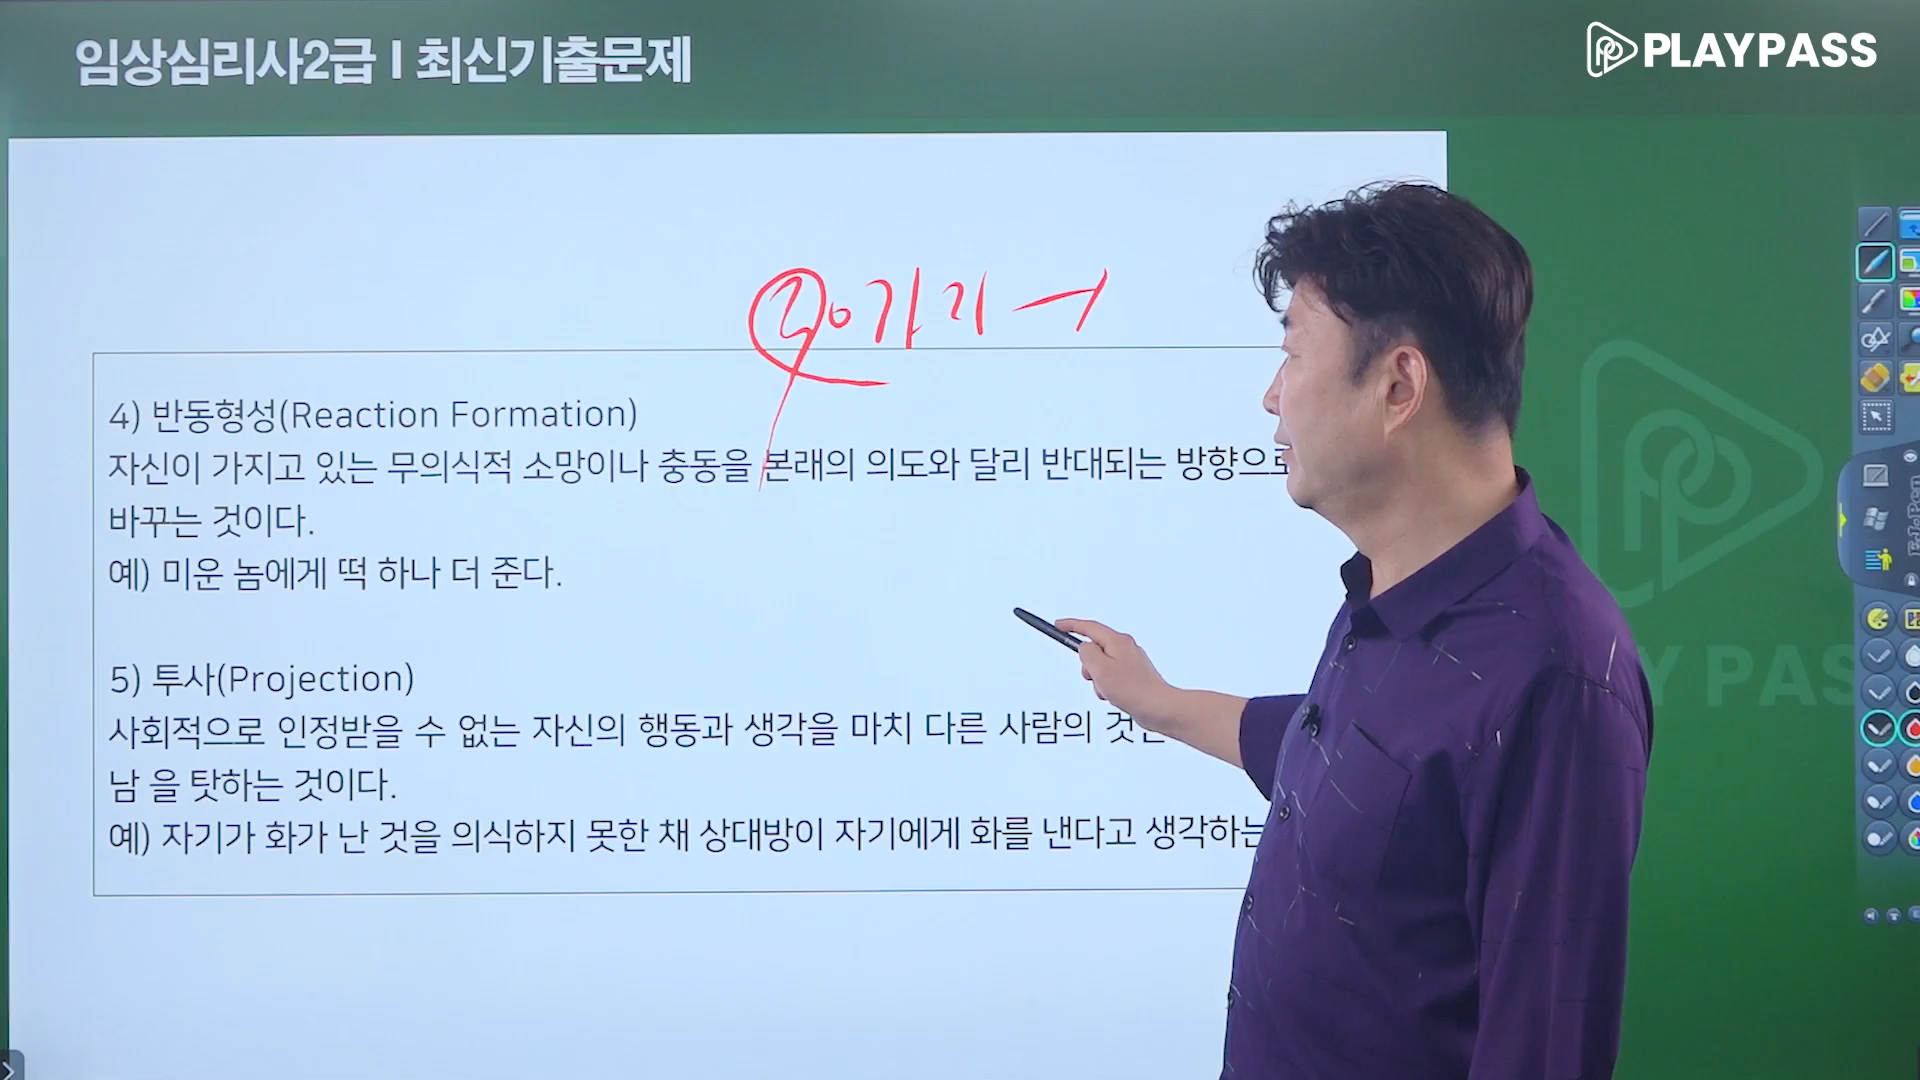 임상심리사2급 | 최신기출문제
PLAYPASS
20가지
4) 반동형성(Reaction Formation)
자신이 가지고 있는 무의식적 소망이나 충동을 본래의 의도와 달리 반대되는 방향으로
바꾸는 것이다.
예) 미운 놈에게 떡 하나 더 준다.
5) 투사(Projection)
사회적으로 인정받을 수 없는 자신의 행동과 생각을 마치 다른 사람의
남 을 탓하는 것이다.
예) 자기가 화가 난 것을 의식하지 못한 채 상대방이 자기에게 화를 낸다고 생각하는